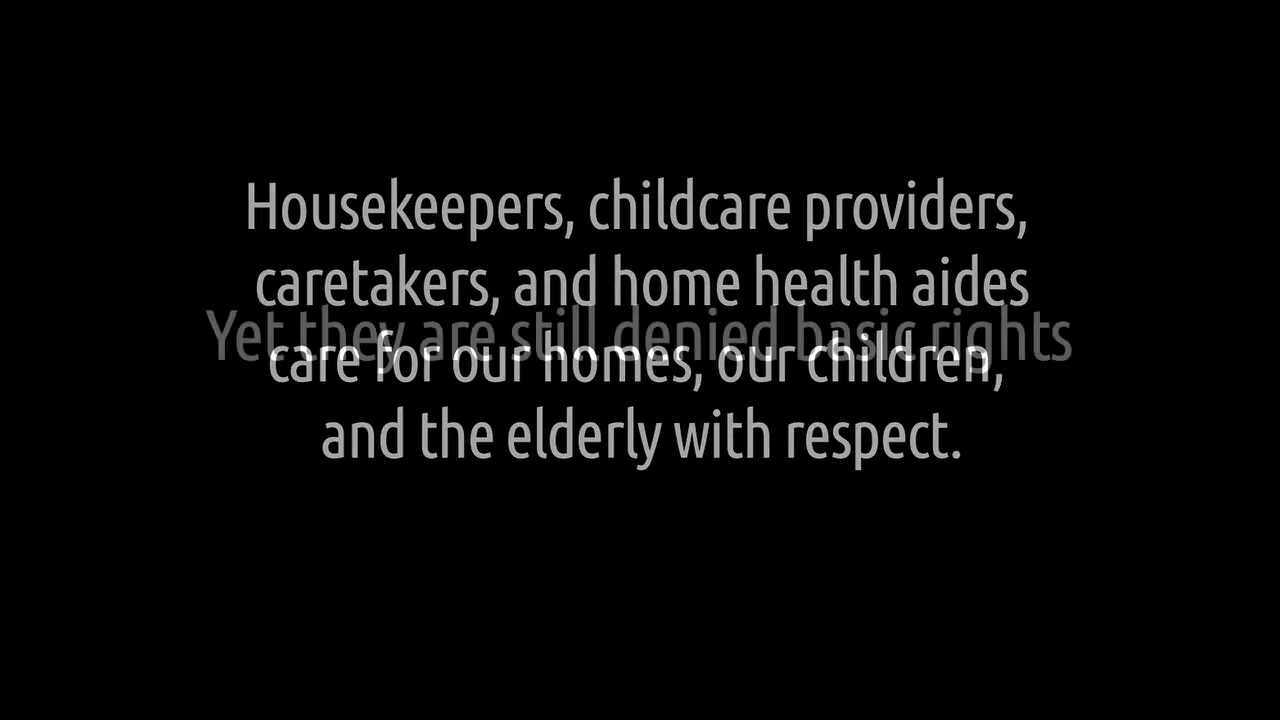 Housekeepers, childcare providers,
caretakers, and home health aides
care for our homes, our children,
and the elderly with respect.
Yet they are still denied basic rights